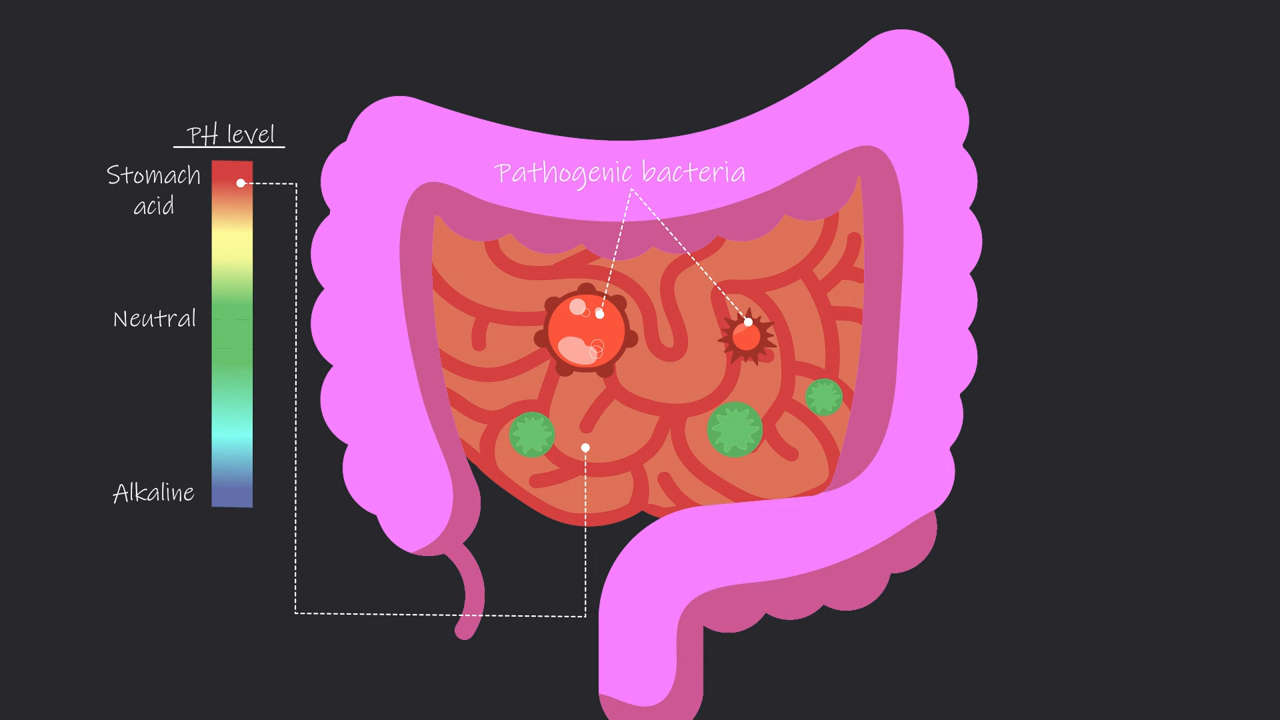 PH level
Stomach
acid
Neutral
Alkaline
Pathogenic bacteria